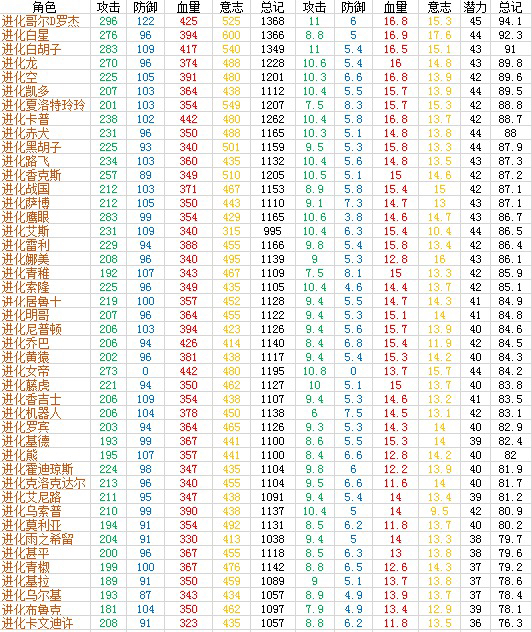 角色 攻击 防御 血量 意志 总记 攻击 防御 血量 意志 潜力 总记
进化哥尔D罗杰 296 122 425 525 1368 11 6 16.8 15.3 45 94.1
进化白星 276 96 394 600 1366 8.8 5 16.9 17.6 44 92.3
进化白胡子 283 109 417 540 1349 11 5.4 16.5 15.1 43 91
进化龙 270 96 374 488 1228 10.6 5.4 16 14.8 43 89.8
进化空 225 105 391 480 1201 10.3 6 16.8 13.9 42 89.6
进化凯多 207 103 364 438 1112 10.4 5.5 15.7 13.9 44 89.5
进化夏洛特玲玲 201 103 354 549 1207 7.5 8.3 15.7 15.3 42 88.8
进化卡普 238 102 442 480 1262 10.4 5.8 16.8 13.7 42 88.7
进化赤犬 231 96 350 488 1165 10.3 5.1 14.8 13.8 44 88
进化黑胡子 225 93 340 501 1159 9.5 5.3 15.8 13.3 44 87.9
进化路飞 234 103 360 435 1132 10.4 5.6 14.8 13.5 43 87.3
进化香克斯 257 89 349 510 1205 10.5 5.1 15 14.6 42 87.2
进化战国 212 103 371 467 1153 8.9 5.8 15.4 15 42 87.1
进化萨博 212 105 350 443 1110 9.1 7.3 14.7 13 43 87.1
进化鹰眼 283 99 354 429 1165 10.6 3.8 14.6 14.7 43 86.7
进化艾斯 231 109 340 315 995 10.4 6.3 15.4 10.4 44 86.5
进化雷利 229 94 388 455 1166 9.8 5.4 15.8 13.4 42 86.4
进化娜美 208 96 340 495 1139 9 5.3 12.8 16 43 86.1
进化青稚 192 107 343 467 1109 7.5 8.1 15 13.3 42 85.9
进化索隆 225 96 349 435 1105 10.4 4.6 14.4 13.7 42 85.1
进化居鲁士 219 100 357 452 1128 9.4 5.5 14.7 14.3 41 84.9
进化明哥 207 96 364 455 1122 9.4 5.3 15.1 14 41 84.8
进化尼普顿 206 103 394 423 1126 9.4 5.6 15.7 13.9 40 84.6
进化乔巴 206 94 426 414 1140 8.4 6.8 15.4 11.9 42 84.5
进化黄猿 202 96 381 438 1117 9.4 5.4 15.3 14.2 40 84.3
进化女帝 273 0 442 480 1195 10.8 0 13.7 15.7 44 84.2
进化藤虎 221 94 350 462 1127 10 5.1 15 13.7 40 83.8
进化香吉士 206 109 354 438 1107 9.4 5.3 14.6 13.2 41 83.5
进化机器人 206 104 378 450 1138 6 7.5 14.5 13.1 42 83.1
进化罗宾 203 94 364 465 1126 9.3 5.3 14.3 14 40 82.9
进化基德 193 99 367 441 1100 8.6 5.5 15.3 14 39 82.4
进化熊 195 107 357 441 1100 8.4 6.6 12.8 14.2 40 82
进化霍迪琼斯 224 98 347 435 1104 9.8 6 12.2 13.9 40 81.9
进化克洛克达尔 213 96 340 455 1104 9.5 6.6 11.6 14 40 81.7
进化艾尼路 211 95 347 438 1091 9.4 5.4 14 13.4 39 81.2
进化乌索普 210 99 390 438 1137 10.4 5 14 9.5 42 80.9
进化莫利亚 194 91 354 492 1131 8.5 6.2 11.8 13.7 40 80.2
进化雨之希留 204 91 330 413 1038 9.4 5 14 13.3 38 79.7
进化甚平 200 96 367 455 1118 8.5 6.3 13 13.8 38 79.6
进化青椒 199 100 367 476 1142 8.8 6.5 12.6 14.3 37 79.2
进化基拉 189 91 350 459 1089 9 5.1 13.7 13.8 37 78.6
进化乌尔基 193 87 343 434 1057 8.9 5.1 13.7 13.7 37 78.4
进化布鲁克 181 104 350 462 1097 7.9 4.9 13.4 12.9 39 78.1
进化卡文迪许 208 91 323 435 1057 8.8 6.2 11.8 13.5 36 76.3